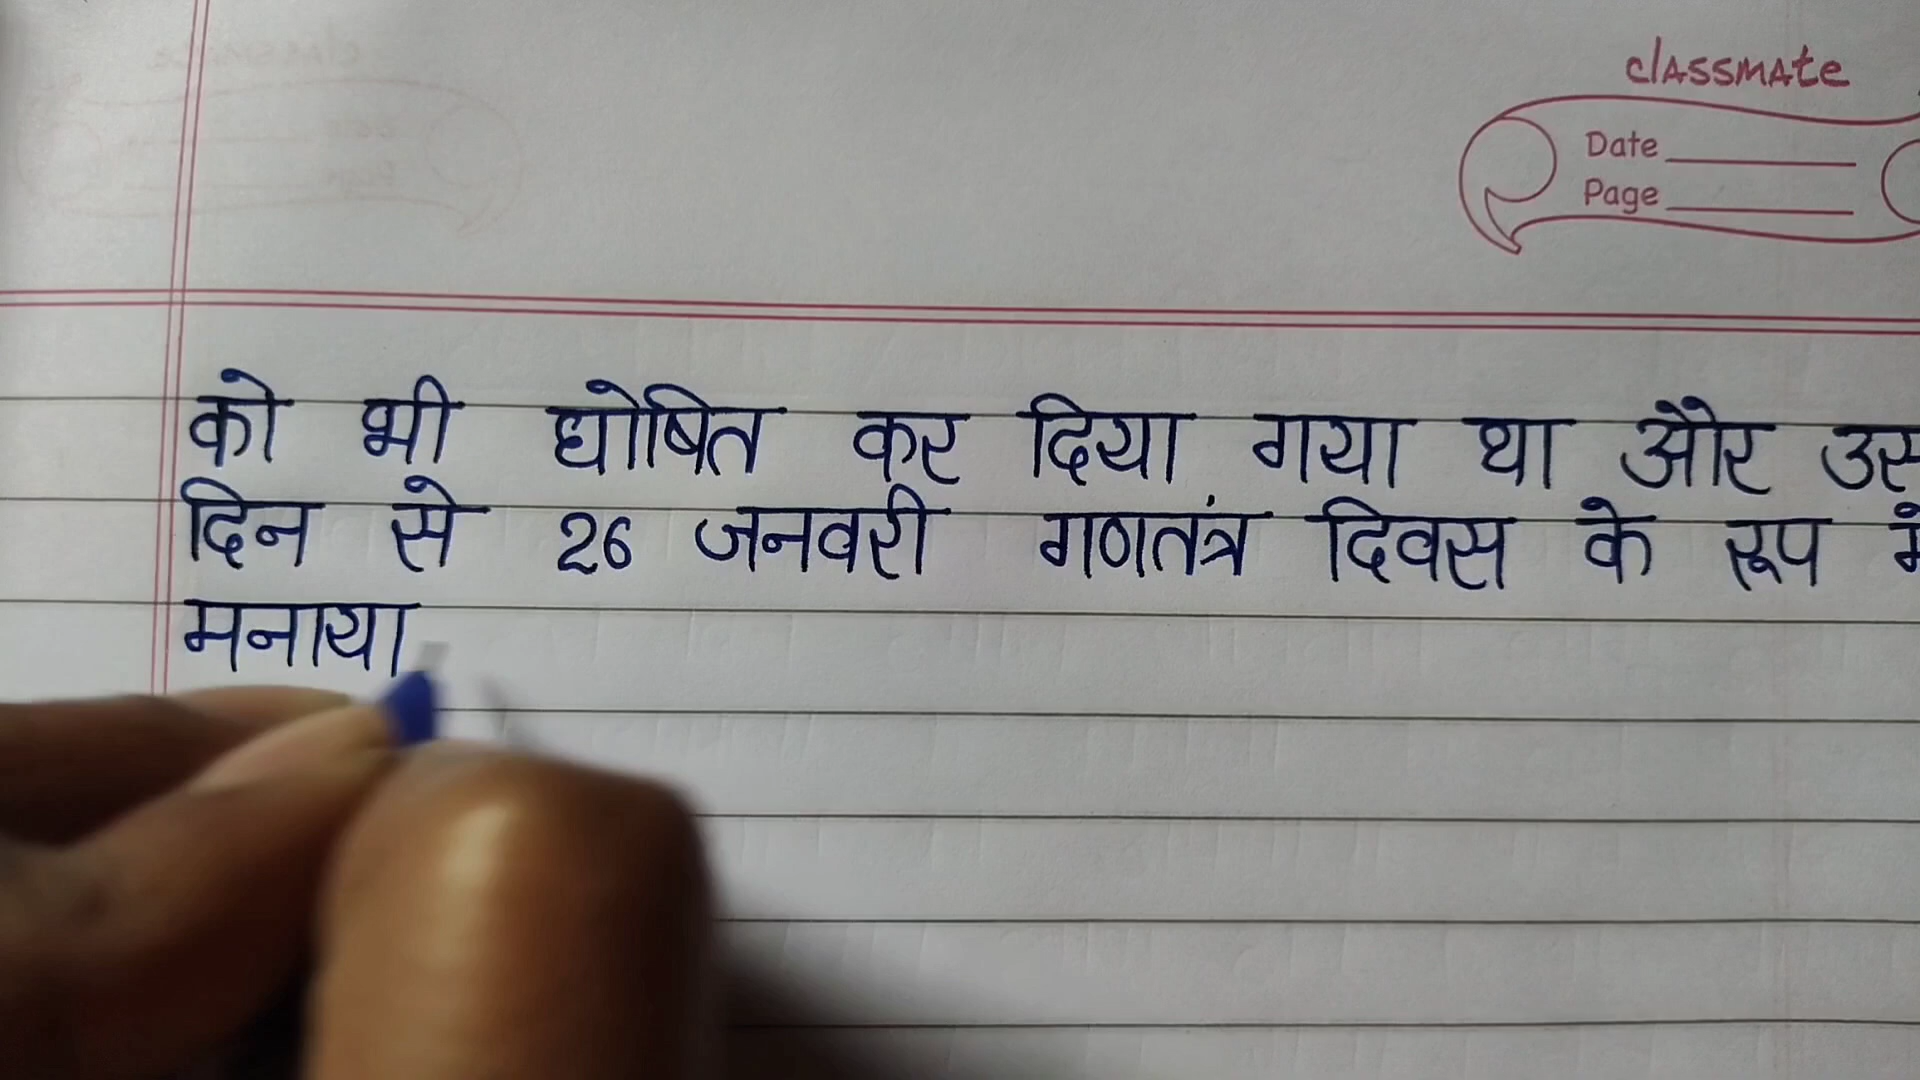 classmate
Date
Page
को भी घोषित कर दिया गया था और उस
दिन से 26 जनवरी गणतंत्र दिवस के रूप में
मनाया